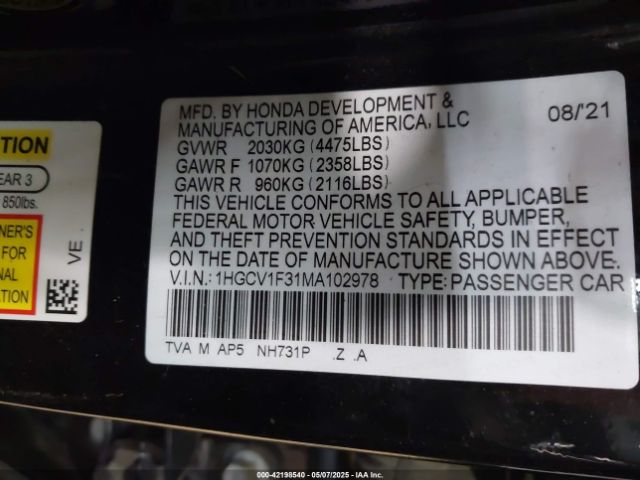 TION
EAR 3
850lbs.
NER'S
FOR
NAL
ATION
VE
MFD. BY HONDA DEVELOPMENT & 08/'21
MANUFACTURING OF AMERICA, LLC
GVWR 2030KG (4475LBS)
GAWR F 1070KG (2358LBS)
GAWR R 960KG (2116LBS)
THIS VEHICLE CONFORMS TO ALL APPLICABLE
FEDERAL MOTOR VEHICLE SAFETY, BUMPER,
AND THEFT PREVENTION STANDARDS IN EFFECT
ON THE DATE OF MANUFACTURE SHOWN ABOVE.
V.I.N.: 1HGCV1F31MA102978 TYPE: PASSENGER CAR
TVA M AP5 NH731P .Z .A
000-42198540 - 05/07/2025 - IAA Inc.